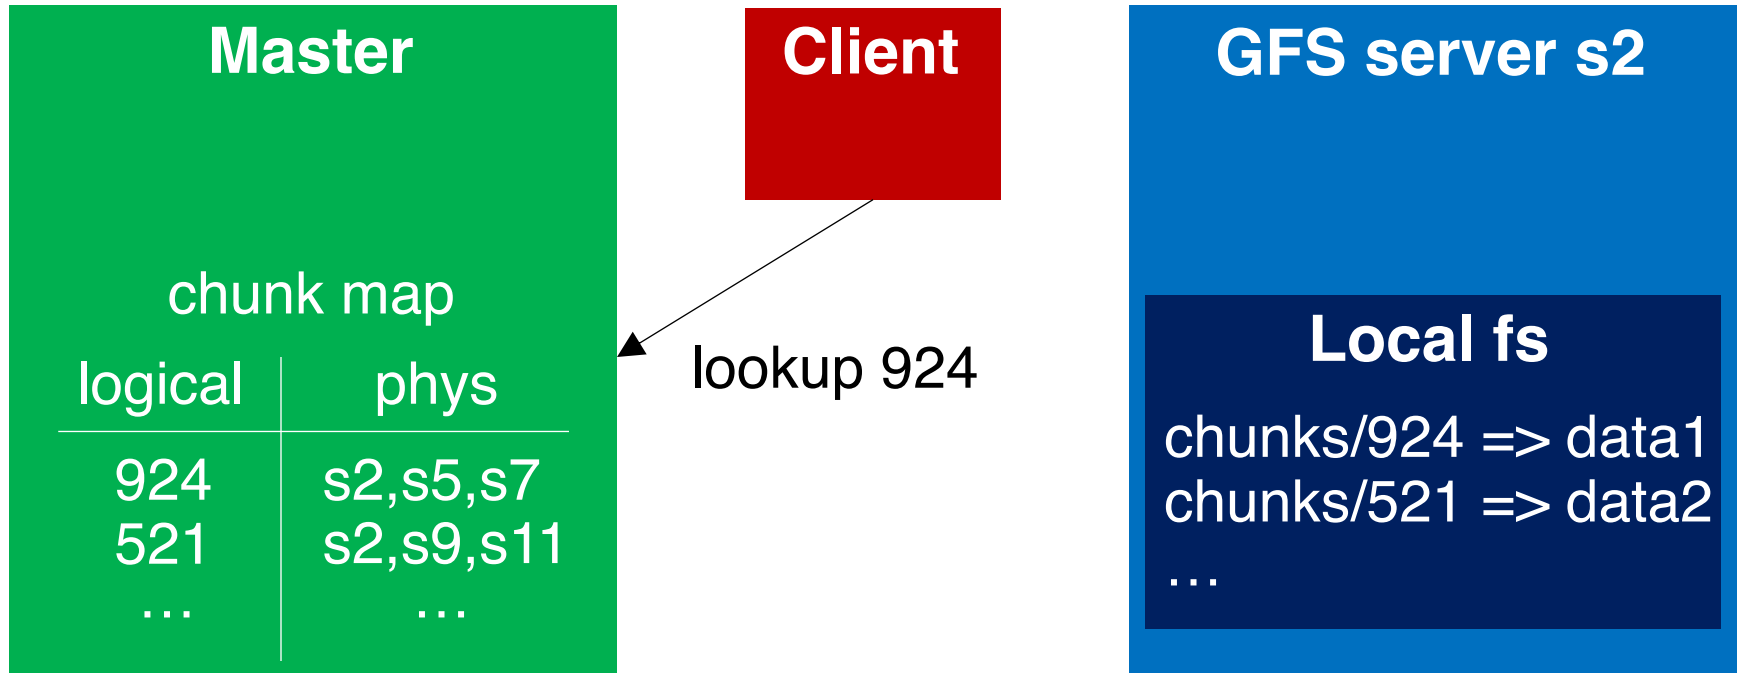 Master
chunk map
logical phys
924 s2,s5,s7
521 s2,s9,s11
… …
Client
lookup 924
GFS server s2
Local fs
chunks/924 => data1
chunks/521 => data2
…